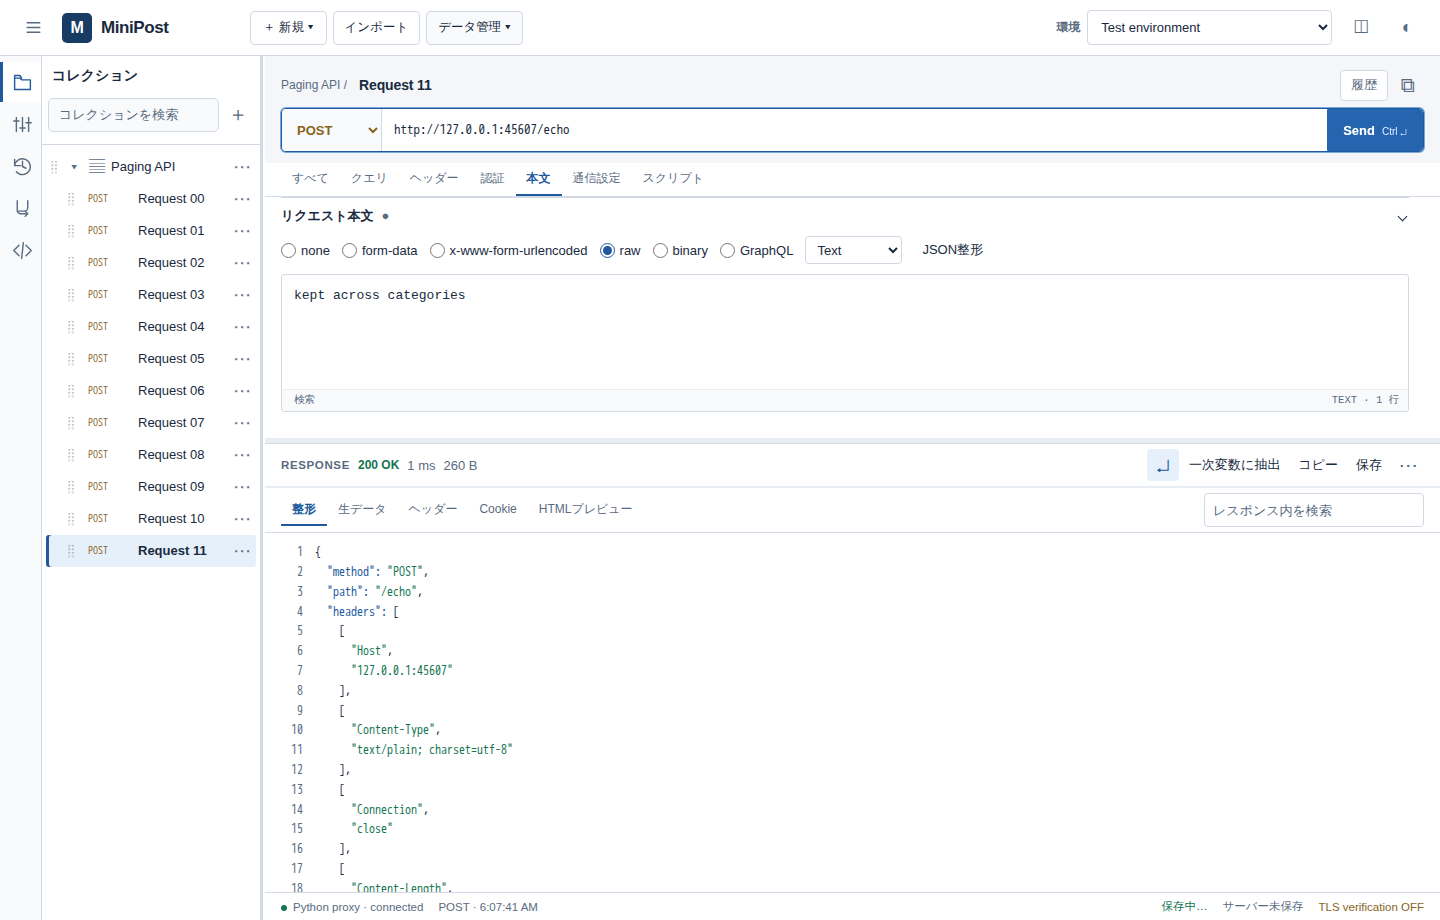 M MiniPost ＋ 新規 ▾ インポート データ管理 ▾ 環境 Test environment
コレクション
コレクションを検索 ＋
Paging API ···
POST Request 00 ···
POST Request 01 ···
POST Request 02 ···
POST Request 03 ···
POST Request 04 ···
POST Request 05 ···
POST Request 06 ···
POST Request 07 ···
POST Request 08 ···
POST Request 09 ···
POST Request 10 ···
POST Request 11 ···
Paging API / Request 11 履歴
POST http://127.0.0.1:45607/echo Send Ctrl ⏎
すべて クエリ ヘッダー 認証 本文 通信設定 スクリプト
リクエスト本文 ●
none form-data x-www-form-urlencoded raw binary GraphQL Text JSON整形
kept across categories
検索 TEXT · 1 行
RESPONSE 200 OK 1 ms 260 B 一次変数に抽出 コピー 保存 ···
整形 生データ ヘッダー Cookie HTMLプレビュー レスポンス内を検索
1 {
2 "method": "POST",
3 "path": "/echo",
4 "headers": [
5 [
6 "Host",
7 "127.0.0.1:45607"
8 ],
9 [
10 "Content-Type",
11 "text/plain; charset=utf-8"
12 ],
13 [
14 "Connection",
15 "close"
16 ],
17 [
18 "Content-Length",
Python proxy · connected POST · 6:07:41 AM 保存中… サーバー未保存 TLS verification OFF